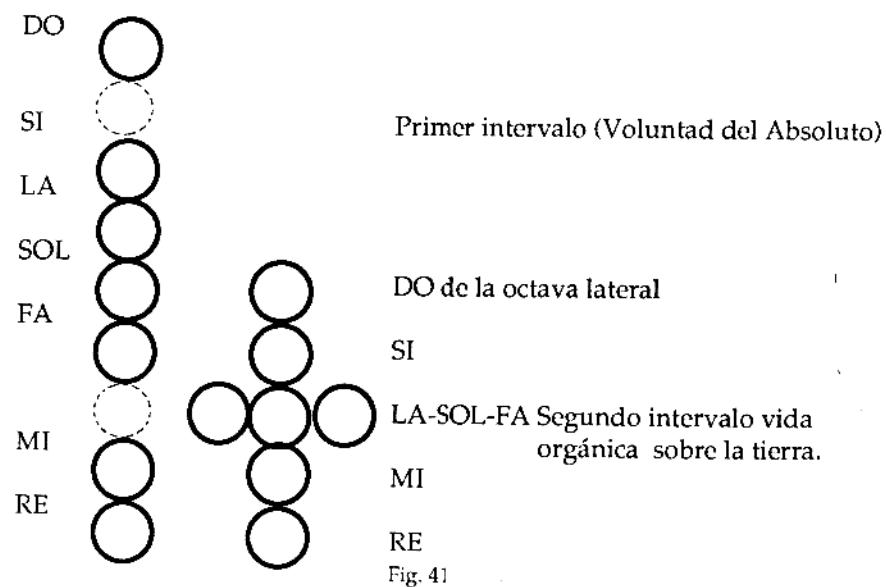 DO
SI
LA
SOL
FA
MI
RE
Primer intervalo (Voluntad del Absoluto)
DO de la octava lateral
SI
LA-SOL-FA Segundo intervalo vida
orgánica sobre la tierra.
MI
RE
Fig. 41